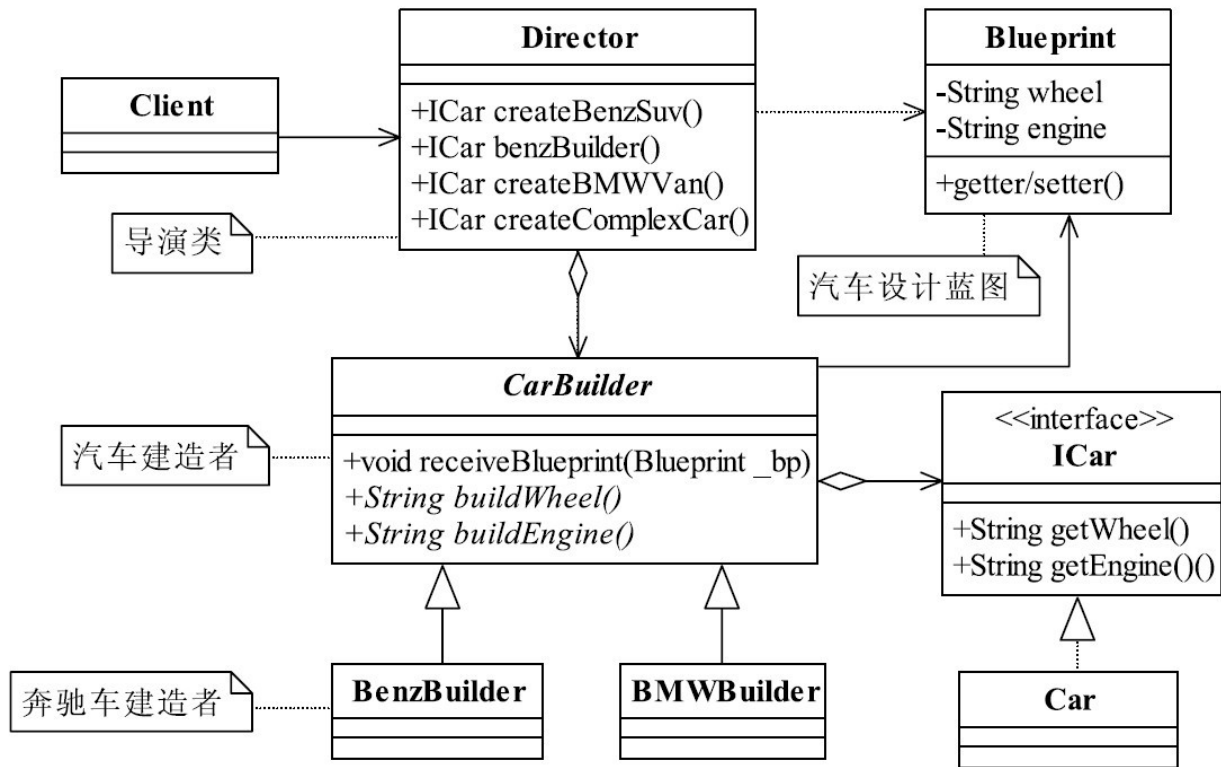 Client
Director
+ICar createBenzSuv()
+ICar benzBuilder()
+ICar createBMWVan()
+ICar createComplexCar()
Blueprint
-String wheel
-String engine
+getter/setter()
导演类
汽车设计蓝图
CarBuilder
+void receiveBlueprint(Blueprint _bp)
+String buildWheel()
+String buildEngine()
汽车建造者
<<interface>>
ICar
+String getWheel()
+String getEngine()()
奔驰车建造者
BenzBuilder
BMWBuilder
Car